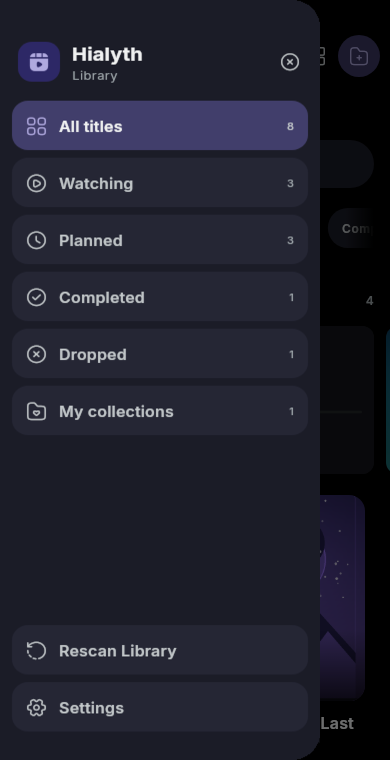 Hialyth
Library
All titles 8
Watching 3
Planned 3
Com
4
Completed 1
Dropped 1
My collections 1
Rescan Library
Settings
Last